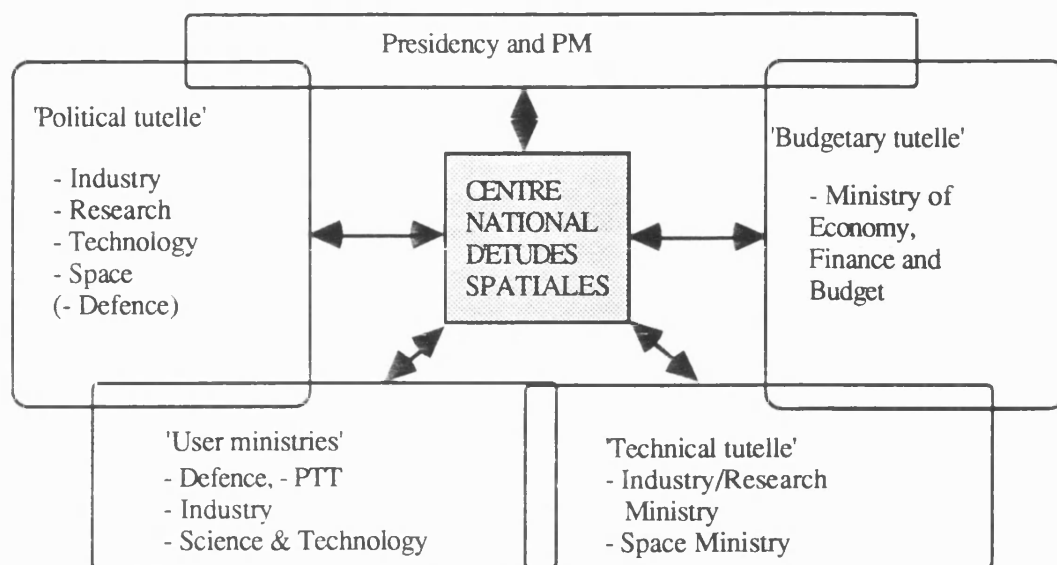 Presidency and PM
'Political tutelle'
- Industry
- Research
- Technology
- Space
(- Defence)
CENTRE
NATIONAL
D'ETUDES
SPATIALES
'Budgetary tutelle'
- Ministry of
Economy,
Finance and
Budget
'User ministries'
- Defence, - PTT
- Industry
- Science & Technology
'Technical tutelle'
- Industry/Research
Ministry
- Space Ministry